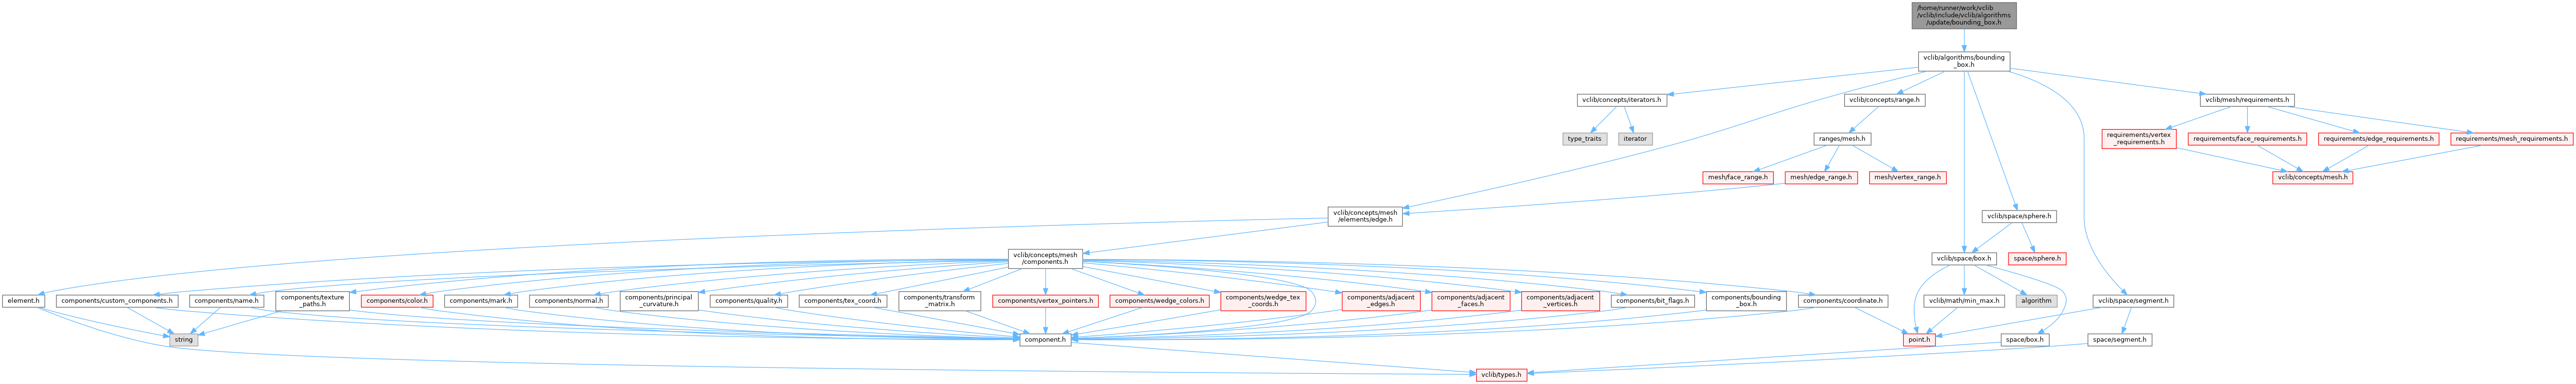 /home/runner/work/vclib
/vclib/include/vclib/algorithms
/update/bounding_box.h
vclib/algorithms/bounding
_box.h
vclib/concepts/iterators.h
vclib/concepts/range.h
vclib/mesh/requirements.h
type_traits
iterator
ranges/mesh.h
requirements/vertex
_requirements.h
requirements/face_requirements.h
requirements/edge_requirements.h
requirements/mesh_requirements.h
mesh/face_range.h
mesh/edge_range.h
mesh/vertex_range.h
vclib/concepts/mesh.h
vclib/concepts/mesh
/elements/edge.h
vclib/space/sphere.h
vclib/concepts/mesh
/components.h
vclib/space/box.h
space/sphere.h
element.h
components/custom_components.h
components/name.h
components/texture
_paths.h
components/color.h
components/mark.h
components/normal.h
components/principal
_curvature.h
components/quality.h
components/tex_coord.h
components/transform
_matrix.h
components/vertex_pointers.h
components/wedge_colors.h
components/wedge_tex
_coords.h
components/adjacent
_edges.h
components/adjacent
_faces.h
components/adjacent
_vertices.h
components/bit_flags.h
components/bounding
_box.h
components/coordinate.h
vclib/math/min_max.h
algorithm
vclib/space/segment.h
string
component.h
point.h
space/box.h
space/segment.h
vclib/types.h